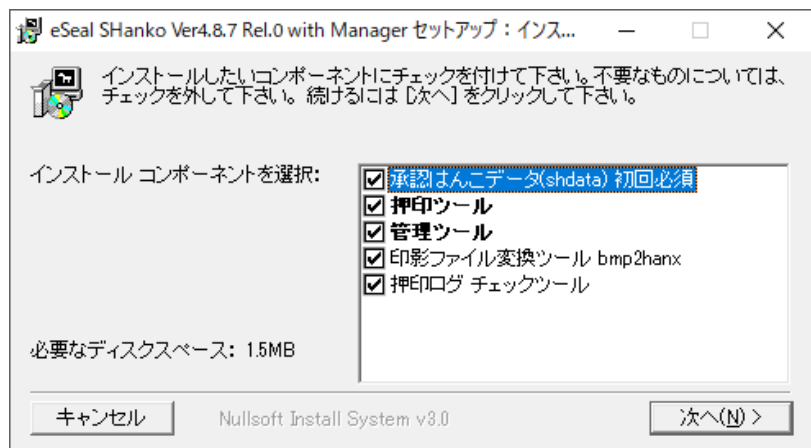 eSeal SHanko Ver4.8.7 Rel.0 with Manager セットアップ：インス...
インストールしたいコンポーネントにチェックを付けて下さい。不要なものについては、
チェックを外して下さい。 続けるには [次へ] をクリックして下さい。
インストール コンポーネントを選択:
承認はんこデータ(shdata) 初回必須
押印ツール
管理ツール
印影ファイル変換ツール bmp2hanx
押印ログ チェックツール
必要なディスクスペース: 1.5MB
キャンセル
Nullsoft Install System v3.0
次へ(N) >